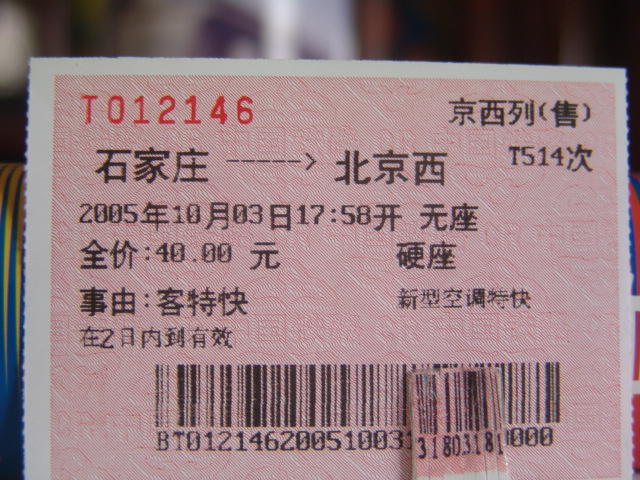 T012146 京西列(售)
石家庄 -----> 北京西 T514次
2005年10月03日17:58开 无座
全价:40.00 元 硬座
事由:客特快 新型空调特快
在2日内到有效
BT012146200510031 0000
31803181